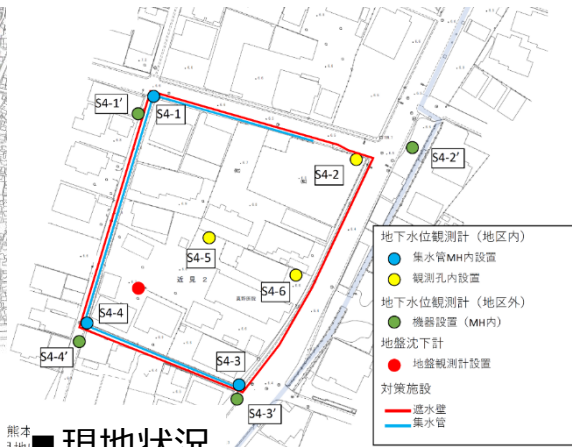 S4-1'
S4-1
S4-2
S4-2'
S4-5
S4-6
近見2
S4-4
S4-4'
S4-3
S4-3'
地下水位観測計(地区内)
集水管MH内設置
観測孔内設置
地下水位観測計(地区外)
機器設置(MH内)
地盤沈下計
地盤観測計設置
対策施設
遮水壁
集水管
熊本
■ 現地状況